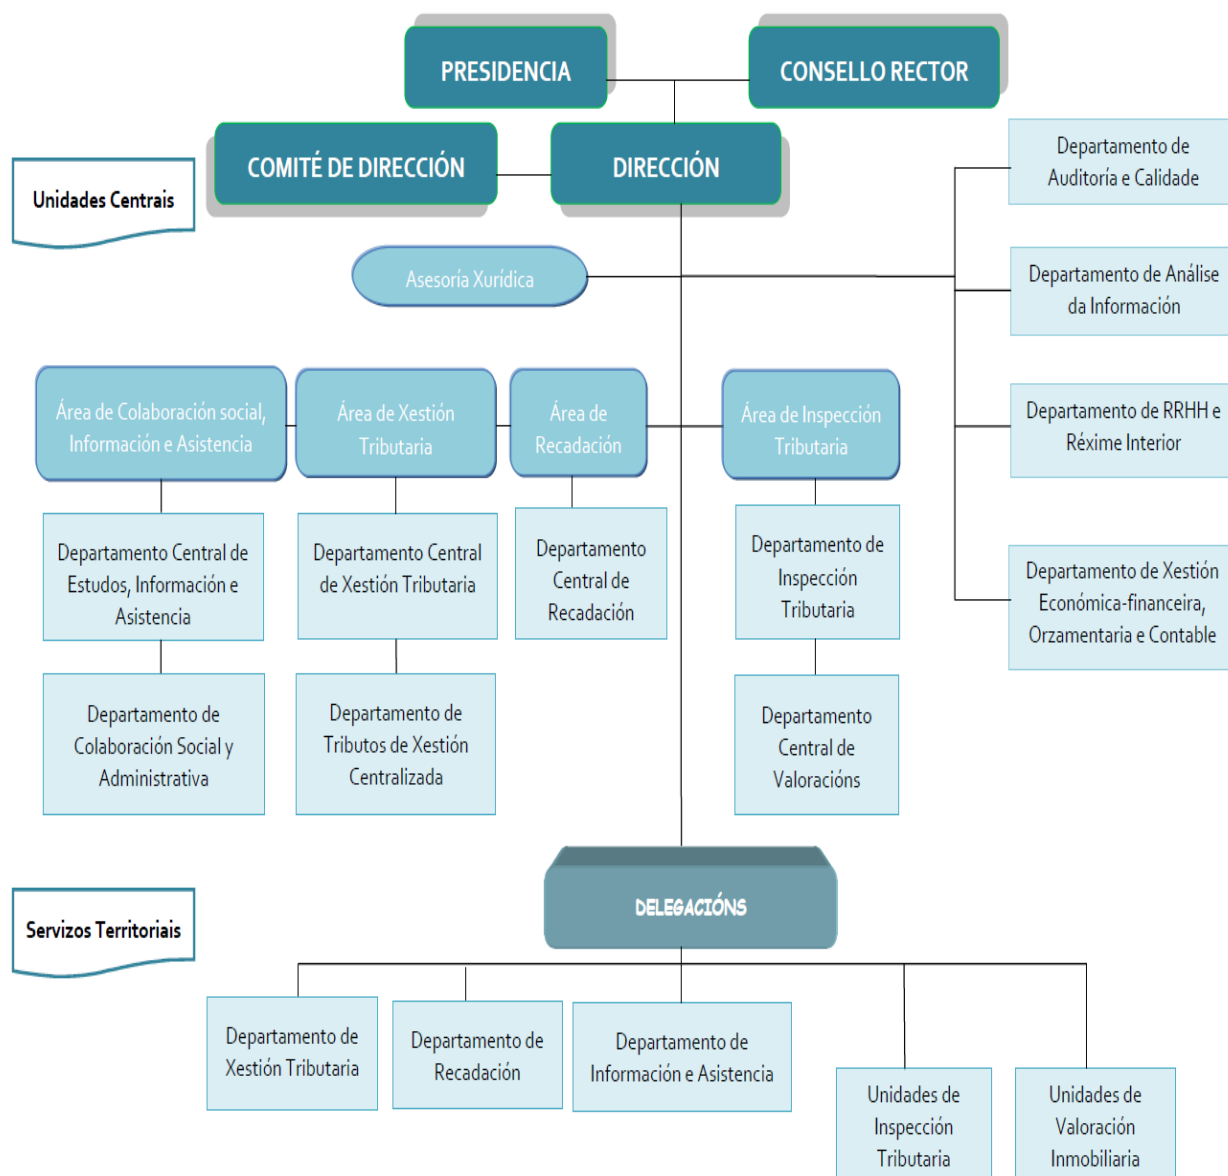 PRESIDENCIA
CONSELLO RECTOR
COMITÉ DE DIRECCIÓN
DIRECCIÓN
Departamento de
Auditoría e Calidade
Unidades Centrais
Asesoría Xurídica
Departamento de Análise
da Información
Área de Colaboración social,
Información e Asistencia
Área de Xestión
Tributaria
Área de
Recadación
Área de Inspección
Tributaria
Departamento de RRHH e
Réxime Interior
Departamento Central de
Estudos, Información e
Asistencia
Departamento Central
de Xestión Tributaria
Departamento
Central de
Recadación
Departamento de
Inspección
Tributaria
Departamento de Xestión
Económica-financeira,
Orzamentaria e Contable
Departamento de
Colaboración Social y
Administrativa
Departamento de
Tributos de Xestión
Centralizada
Departamento
Central de
Valoracións
DELEGACIÓNS
Servizos Territoriais
Departamento de
Xestión Tributaria
Departamento de
Recadación
Departamento de
Información e Asistencia
Unidades de
Inspección
Tributaria
Unidades de
Valoración
Inmobiliaria